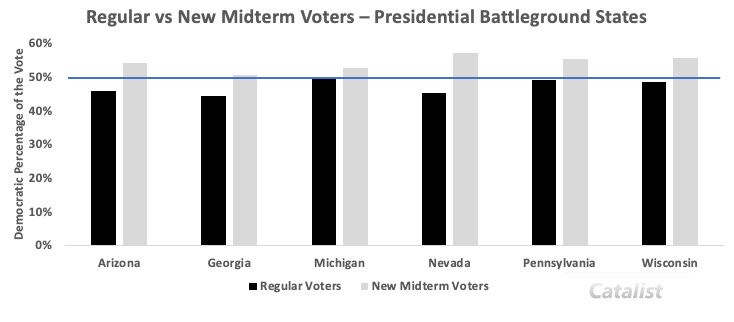 Regular vs New Midterm Voters – Presidential Battleground States
Democratic Percentage of the Vote
60%
50%
40%
30%
20%
10%
0%
Arizona Georgia Michigan Nevada Pennsylvania Wisconsin
Regular Voters New Midterm Voters
Catalist